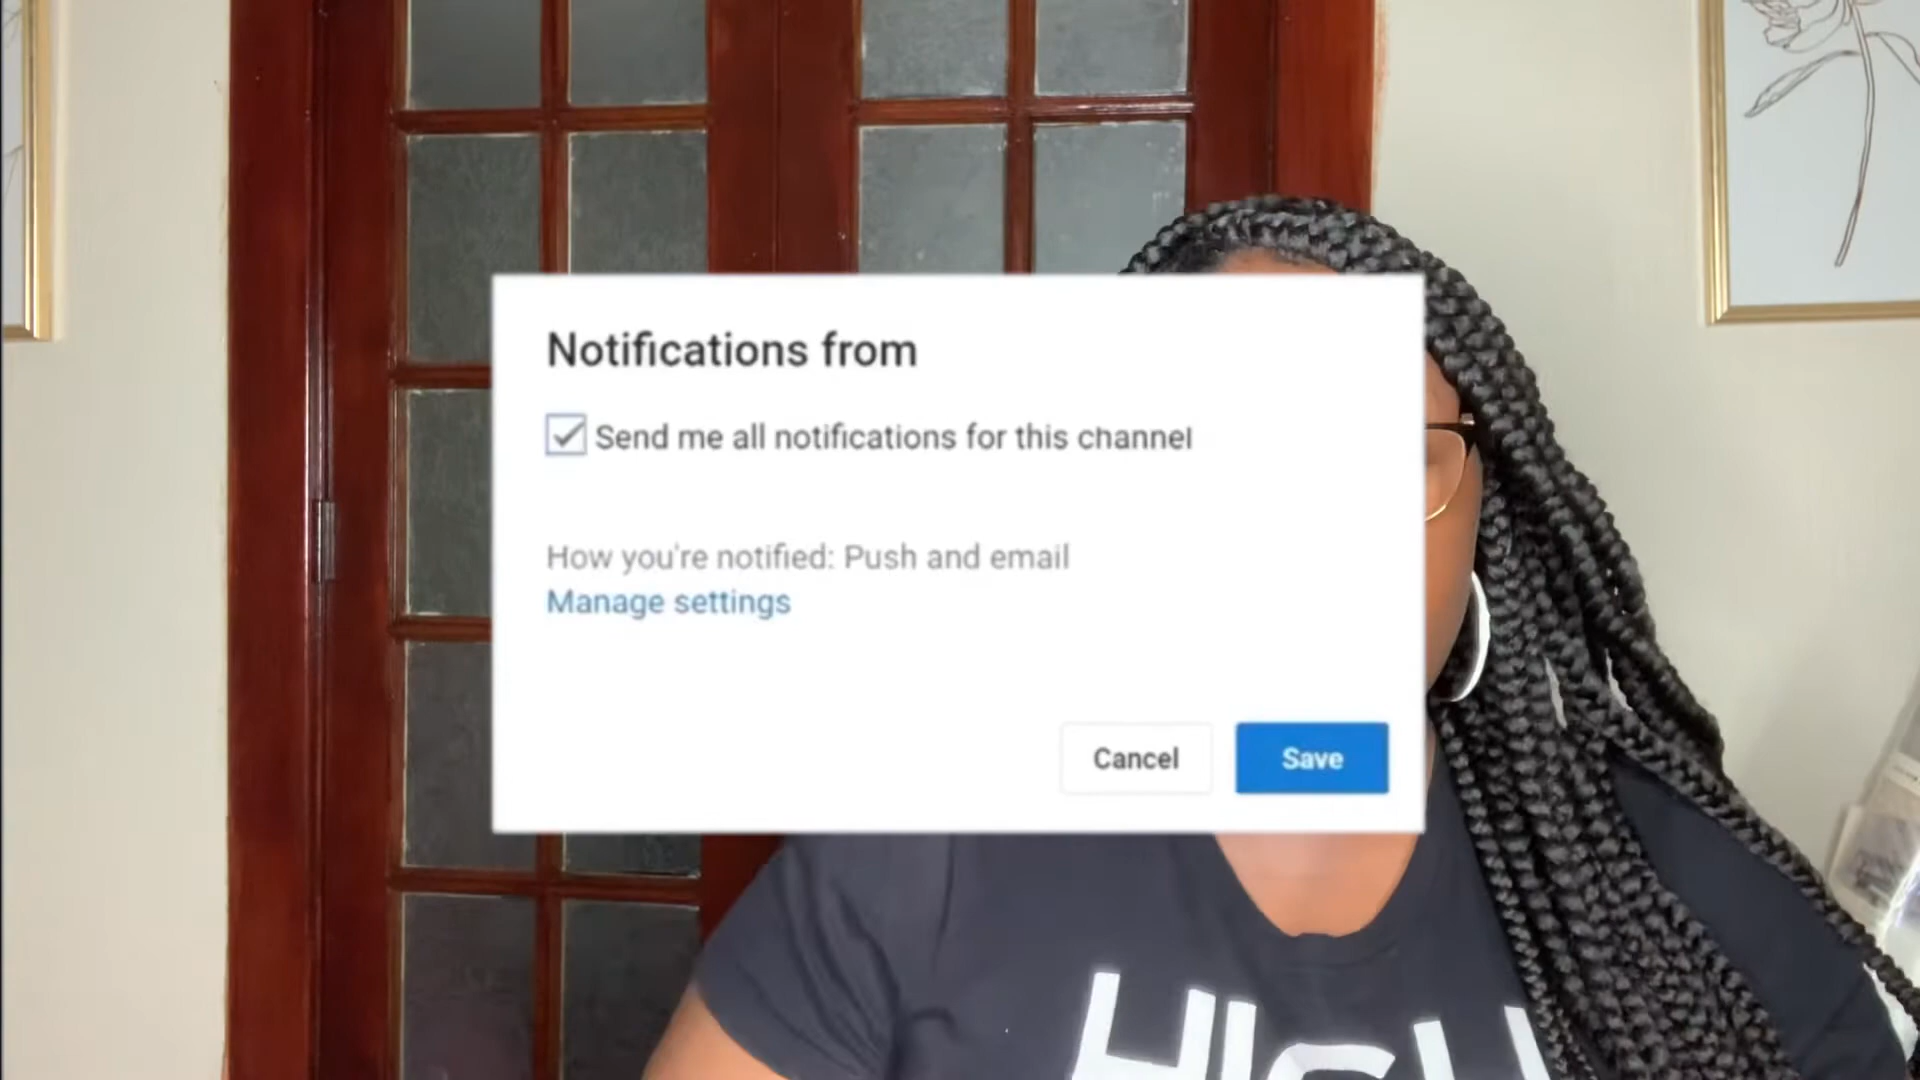 Notifications from
Send me all notifications for this channel
How you're notified: Push and email
Manage settings
Cancel
Save
HIGH